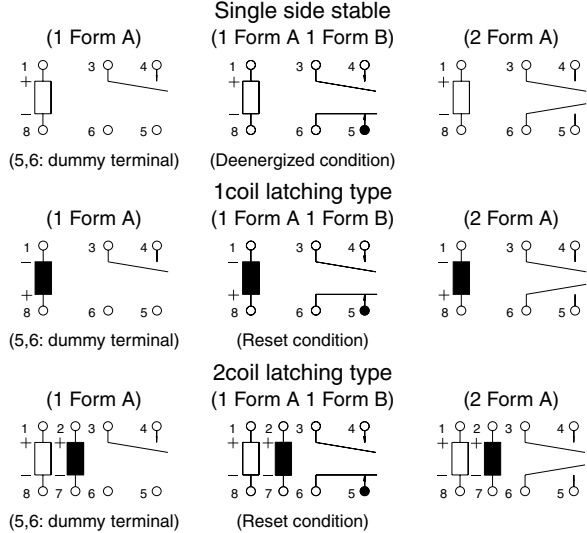 Single side stable
(1 Form A) (1 Form A 1 Form B) (2 Form A)
1 3 4 1 3 4 1 3 4
+ + +
− − −
8 6 5 8 6 5 8 6 5
(5,6: dummy terminal) (Deenergized condition)
1coil latching type
(1 Form A) (1 Form A 1 Form B) (2 Form A)
1 3 4 1 3 4 1 3 4
− − −
+ + +
8 6 5 8 6 5 8 6 5
(5,6: dummy terminal) (Reset condition)
2coil latching type
(1 Form A) (1 Form A 1 Form B) (2 Form A)
1 2 3 4 1 2 3 4 1 2 3 4
+ + + + + +
− − − − − −
8 7 6 5 8 7 6 5 8 7 6 5
(5,6: dummy terminal) (Reset condition)